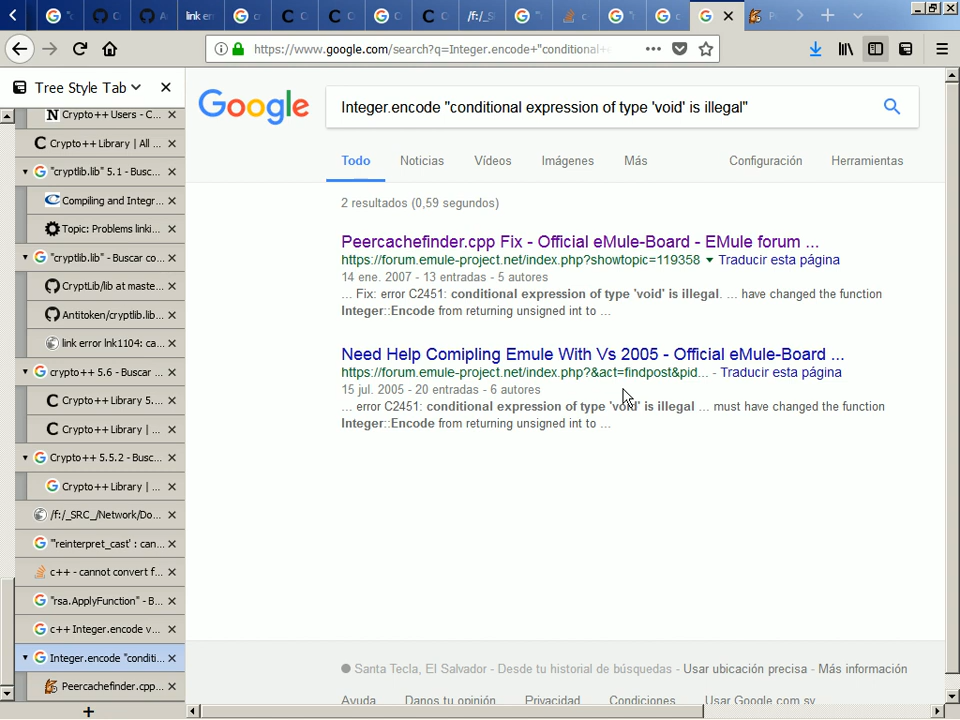 "c
link err
cr
C
/f:/_S
"r
c
"r
c
P
https://www.google.com/search?q=Integer.encode+"conditional+e
Tree Style Tab
Crypto++ Users - C...
Crypto++ Library | All ...
"cryptlib.lib" 5.1 - Busc...
Compiling and Integr...
Topic: Problems linki...
"cryptlib.lib" - Buscar co...
CryptLib/lib at maste...
Antitoken/cryptlib.lib...
link error lnk1104: ca...
crypto++ 5.6 - Buscar ...
Crypto++ Library 5....
Crypto++ Library | ...
Crypto++ 5.5.2 - Busc...
Crypto++ Library | ...
/f:/_SRC_/Network/Do...
"'reinterpret_cast' : can...
c++ - cannot convert f...
"rsa.ApplyFunction" - B...
c++ Integer.encode v...
Integer.encode "conditi...
Peercachefinder.cpp...
Google
Integer.encode "conditional expression of type 'void' is illegal"
Todo Noticias Vídeos Imágenes Más Configuración Herramientas
2 resultados (0,59 segundos)
Peercachefinder.cpp Fix - Official eMule-Board - EMule forum ...
https://forum.emule-project.net/index.php?showtopic=119358 ▾ Traducir esta página
14 ene. 2007 - 13 entradas - 5 autores
... Fix: error C2451: conditional expression of type 'void' is illegal. ... have changed the function
Integer::Encode from returning unsigned int to ...
Need Help Comipling Emule With Vs 2005 - Official eMule-Board ...
https://forum.emule-project.net/index.php?&act=findpost&pid... - Traducir esta página
15 jul. 2005 - 20 entradas - 6 autores
... error C2451: conditional expression of type 'void' is illegal ... must have changed the function
Integer::Encode from returning unsigned int to ...
Santa Tecla, El Salvador - Desde tu historial de búsquedas - Usar ubicación precisa - Más información
Ayuda Danos tu opinión Privacidad Condiciones Usar Google.com.sv